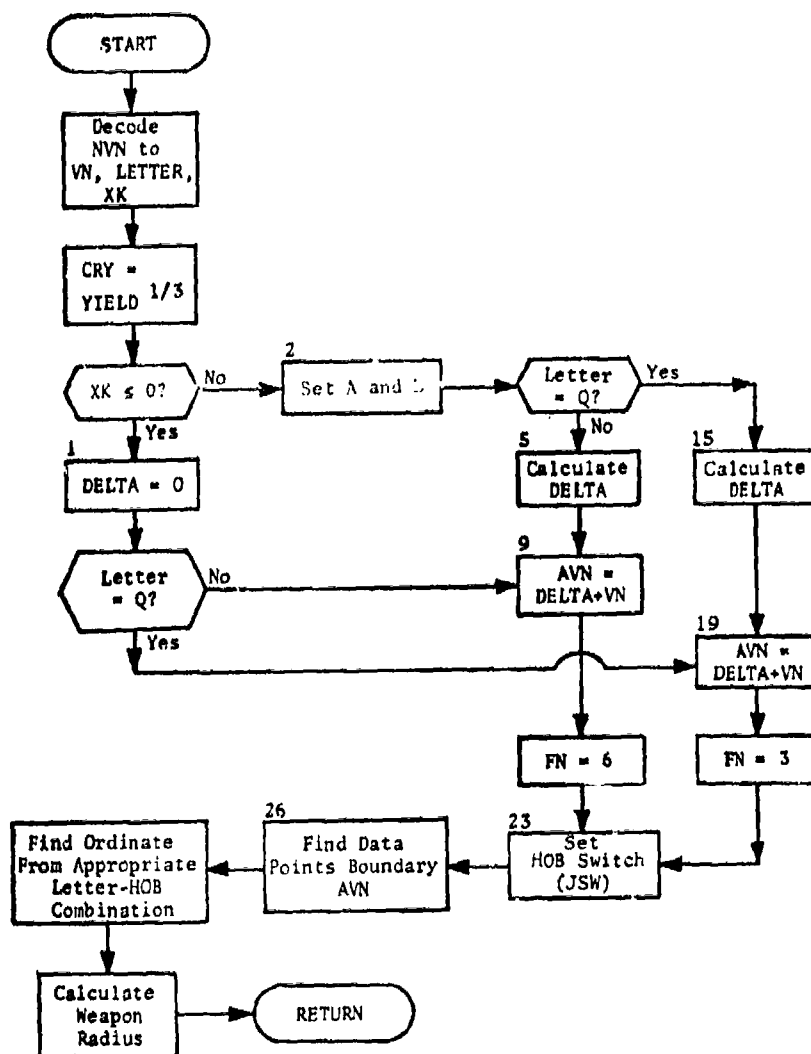 START
Decode
NVN to
VN, LETTER,
XK
CRY =
YIELD 1/3
XK ≤ 0?
No
Yes
2
Set A and
Letter
= Q?
Yes
No
1
DELTA = 0
5
Calculate
DELTA
15
Calculate
DELTA
Letter
= Q?
No
Yes
9
AVN =
DELTA+VN
19
AVN =
DELTA+VN
FN = 6
FN = 3
23
Set
HOB Switch
(JSW)
26
Find Data
Points Boundary
AVN
Find Ordinate
From Appropriate
Letter-HOB
Combination
Calculate
Weapon
Radius
RETURN